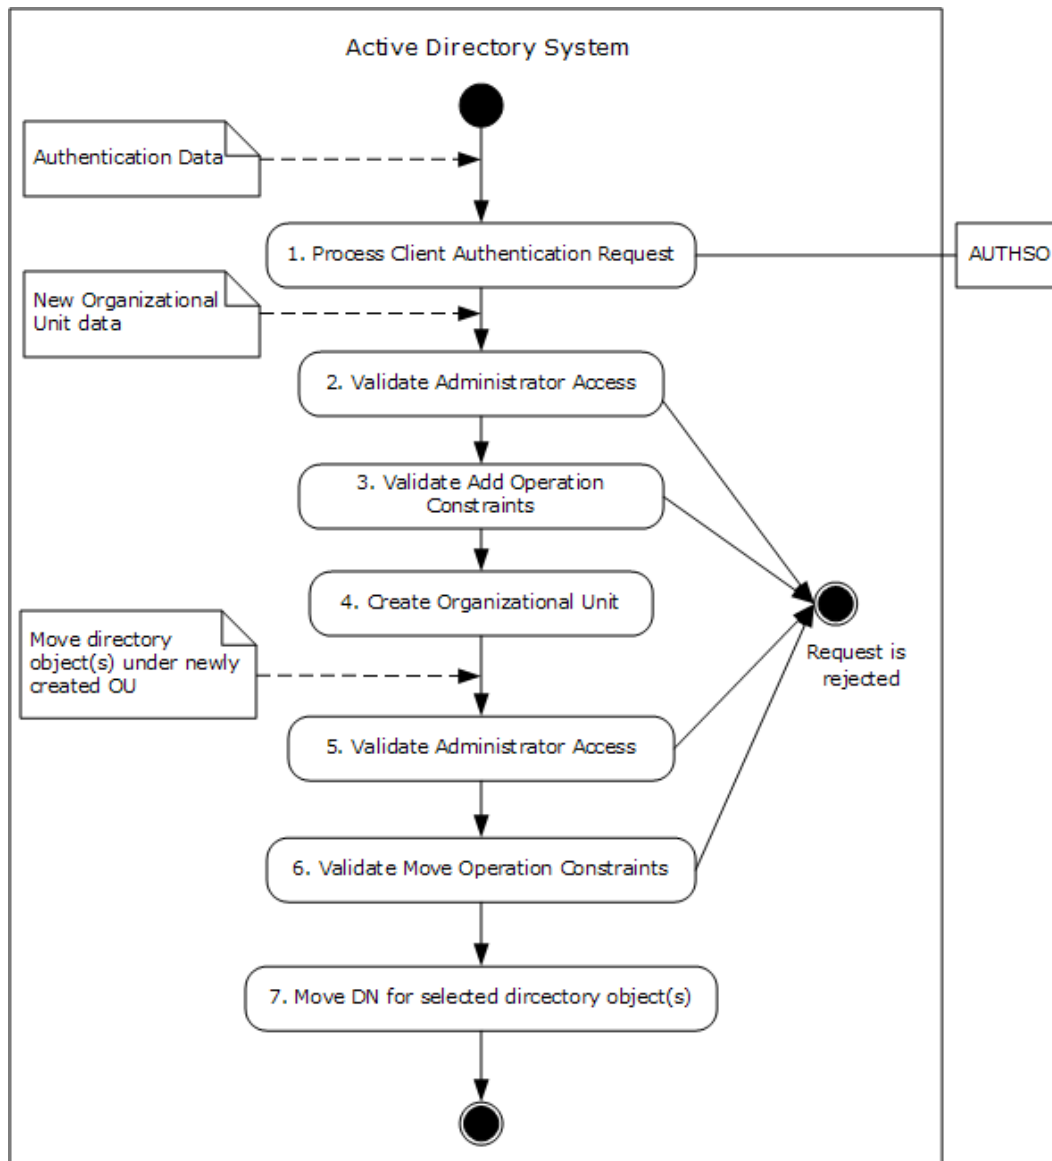 Active Directory System
Authentication Data
1. Process Client Authentication Request
AUTHSO
New Organizational
Unit data
2. Validate Administrator Access
3. Validate Add Operation
Constraints
4. Create Organizational Unit
Request is
rejected
Move directory
object(s) under newly
created OU
5. Validate Administrator Access
6. Validate Move Operation Constraints
7. Move DN for selected dircectory object(s)